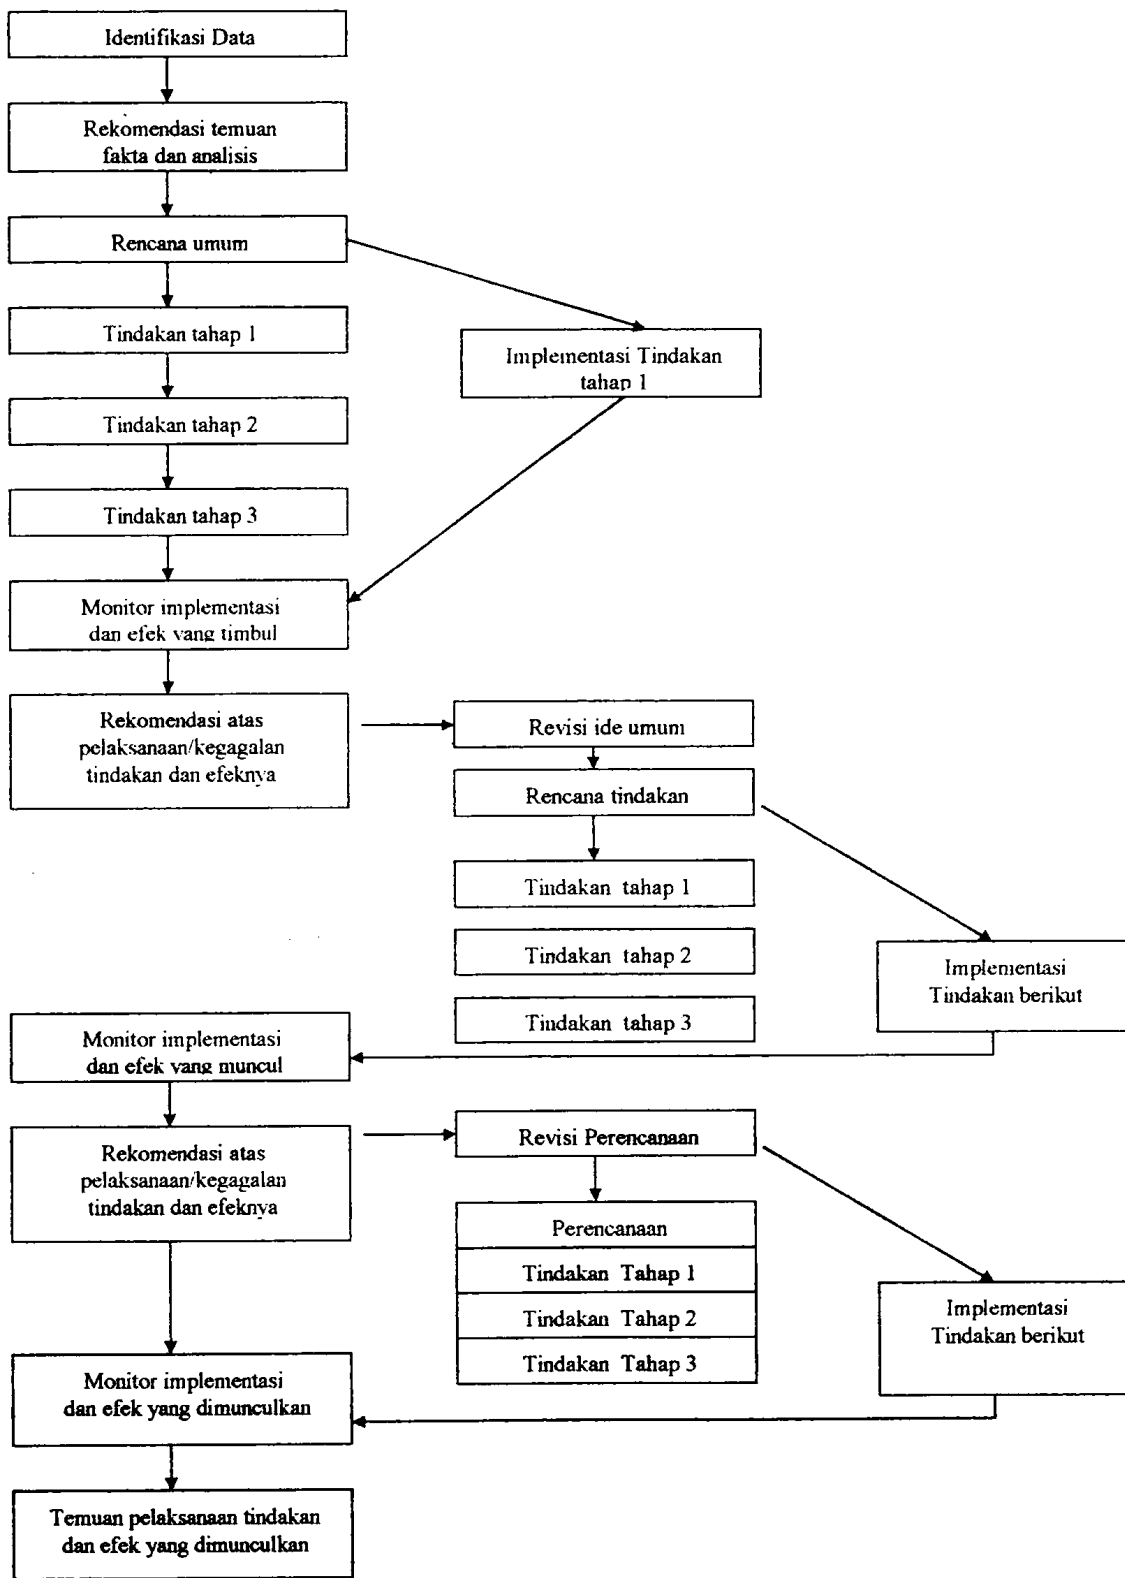 Identifikasi Data
Rekomendasi temuan
fakta dan analisis
Rencana umum
Tindakan tahap 1
Implementasi Tindakan
tahap 1
Tindakan tahap 2
Tindakan tahap 3
Monitor implementasi
dan efek yang timbul
Rekomendasi atas
pelaksanaan/kegagalan
tindakan dan efeknya
Revisi ide umum
Rencana tindakan
Tindakan tahap 1
Tindakan tahap 2
Tindakan tahap 3
Implementasi
Tindakan berikut
Monitor implementasi
dan efek yang muncul
Rekomendasi atas
pelaksanaan/kegagalan
tindakan dan efeknya
Revisi Perencanaan
Perencanaan
Tindakan Tahap 1
Tindakan Tahap 2
Tindakan Tahap 3
Implementasi
Tindakan berikut
Monitor implementasi
dan efek yang dimunculkan
Temuan pelaksanaan tindakan
dan efek yang dimunculkan